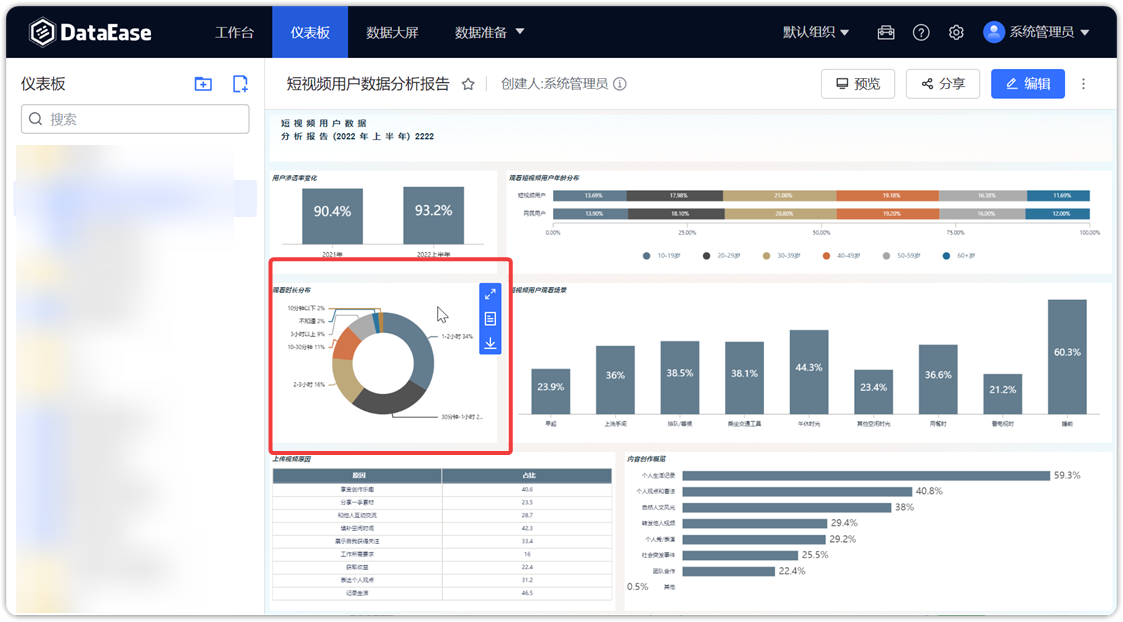 DataEase
工作台
仪表板
数据大屏
数据准备
默认组织
系统管理员
仪表板
搜索
短视频用户数据分析报告
创建人:系统管理员
预览
分享
编辑
短 视 频 用 户 数 据
分 析 报 告 (2022 年 上 半 年) 2222
用户渗透率变化
90.4%
93.2%
2021年
2022上半年
观看短视频用户年龄分布
短视频用户
13.69%
17.98%
21.08%
19.18%
16.38%
11.69%
网民用户
13.90%
18.10%
20.80%
19.20%
16.00%
12.00%
0.00%
25.00%
50.00%
75.00%
100.00%
10-19岁
20-29岁
30-39岁
40-49岁
50-59岁
60+岁
观看时长分布
10分钟以下 2%
不知道 2%
3小时以上 9%
10-30分钟 11%
2-3小时 16%
1-2小时 34%
30分钟-1小时 2...
短视频用户观看场景
23.9%
36%
38.5%
38.1%
44.3%
23.4%
36.6%
21.2%
60.3%
早起
上洗手间
排队/等候
乘坐交通工具
午休时光
其他空闲时光
用餐时
看电视时
睡前
上传视频原因
原因
占比
享受创作乐趣
40.6
分享一手素材
23.5
和他人互动交流
28.7
填补空闲时间
42.3
展示自我获得关注
33.4
工作所需要求
16
获取收益
22.4
表达个人观点
31.2
记录生活
46.5
内容创作概览
个人生活记录
59.3%
个人观点和看法
40.8%
自然人文风光
38%
转发他人视频
29.4%
个人秀/表演
29.2%
社会突发事件
25.5%
团队合作
22.4%
0.5%
其他